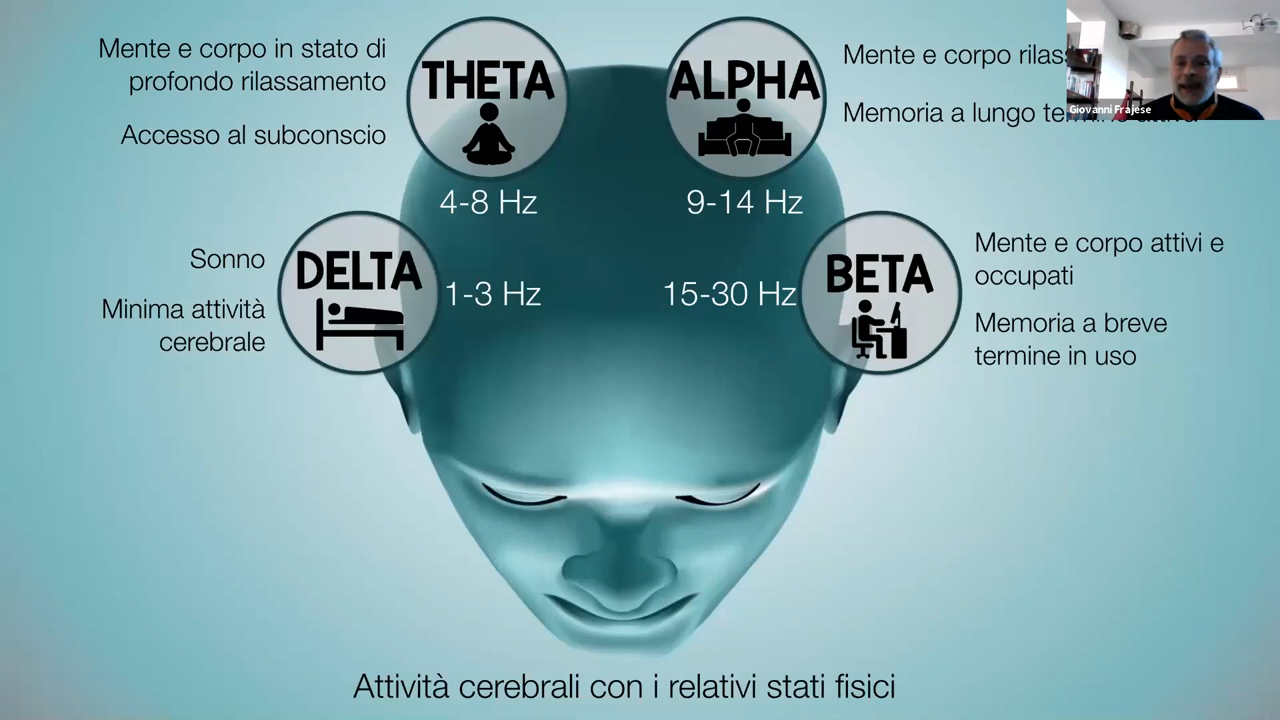 Mente e corpo in stato di
profondo rilassamento
Accesso al subconscio
THETA
4-8 Hz
ALPHA
9-14 Hz
Mente e corpo
Memoria a lungo
Giovanni Frajese
Sonno
Minima attività
cerebrale
DELTA
1-3 Hz
15-30 Hz
BETA
Mente e corpo attivi e
occupati
Memoria a breve
termine in uso
Attività cerebrali con i relativi stati fisici